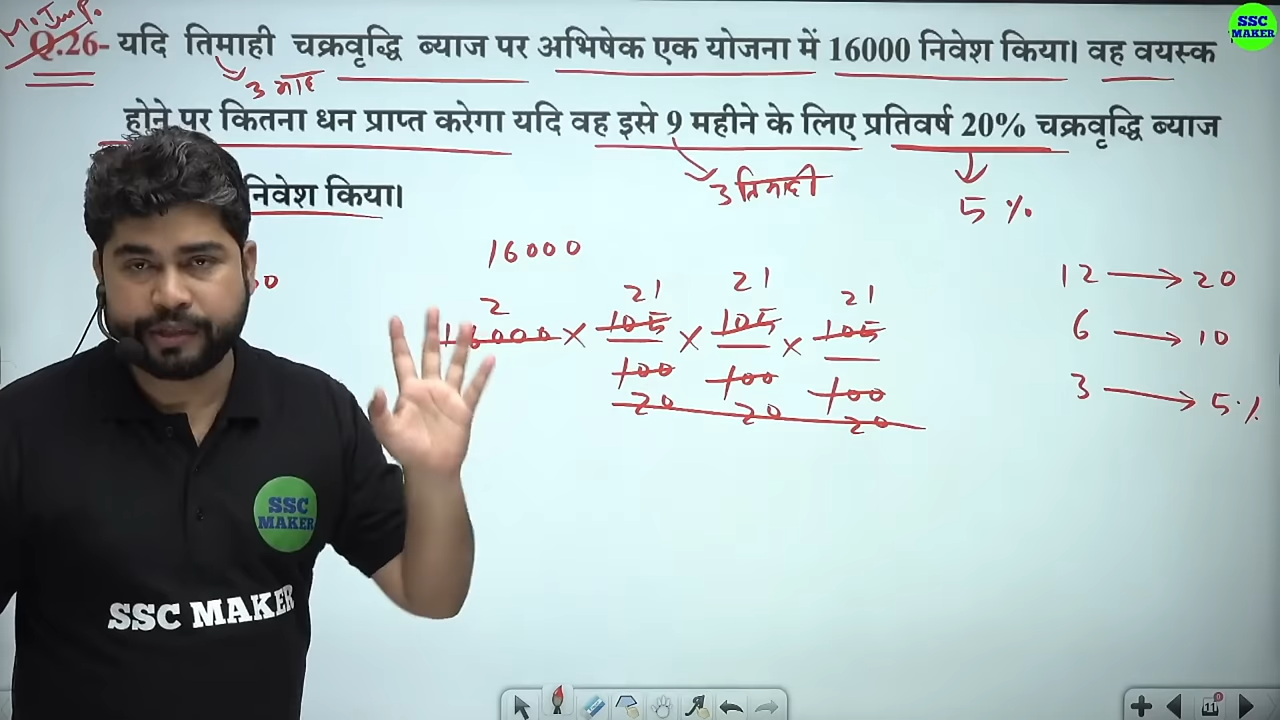 M. Imp.
Q.26- यदि तिमाही चक्रवृद्धि ब्याज पर अभिषेक एक योजना में 16000 निवेश किया। वह वयस्क
3 माह
होने पर कितना धन प्राप्त करेगा यदि वह इसे 9 महीने के लिए प्रतिवर्ष 20% चक्रवृद्धि ब्याज
3 तिमाही
5 %
निवेश किया।
16000
2 21 21 21
16000 × 105 × 105 × 105
100 100 100
20 20 20
12 → 20
6 → 10
3 → 5%
SSC MAKER
SSC MAKER
SSC MAKER
11